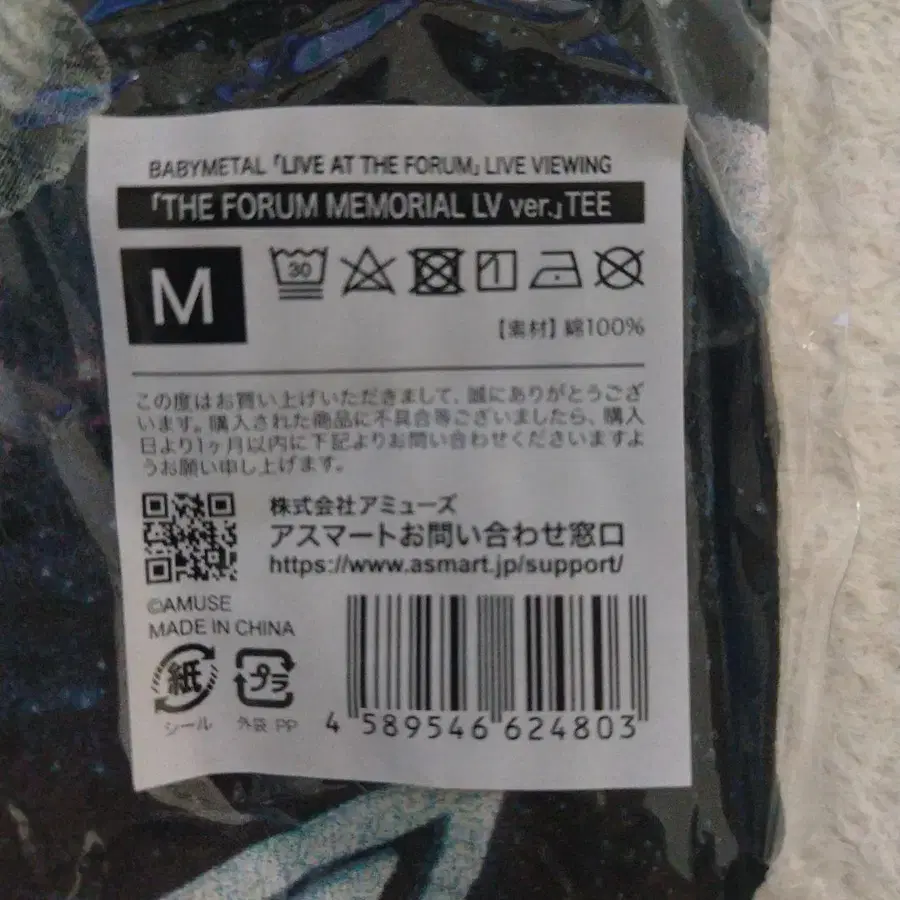 BABYMETAL「LIVE AT THE FORUM」LIVE VIEWING
「THE FORUM MEMORIAL LV ver.」TEE
M
30
【素材】綿100%
この度はお買い上げいただきまして、誠にありがとうござ
います。購入された商品に不具合等ございましたら、購入
日より1ヶ月以内に下記よりお問い合わせくださいますよ
うお願い申し上げます。
株式会社アミューズ
アスマートお問い合わせ窓口
https://www.asmart.jp/support/
©AMUSE
MADE IN CHINA
紙 プラ
シール 外袋 PP
4 589546 624803